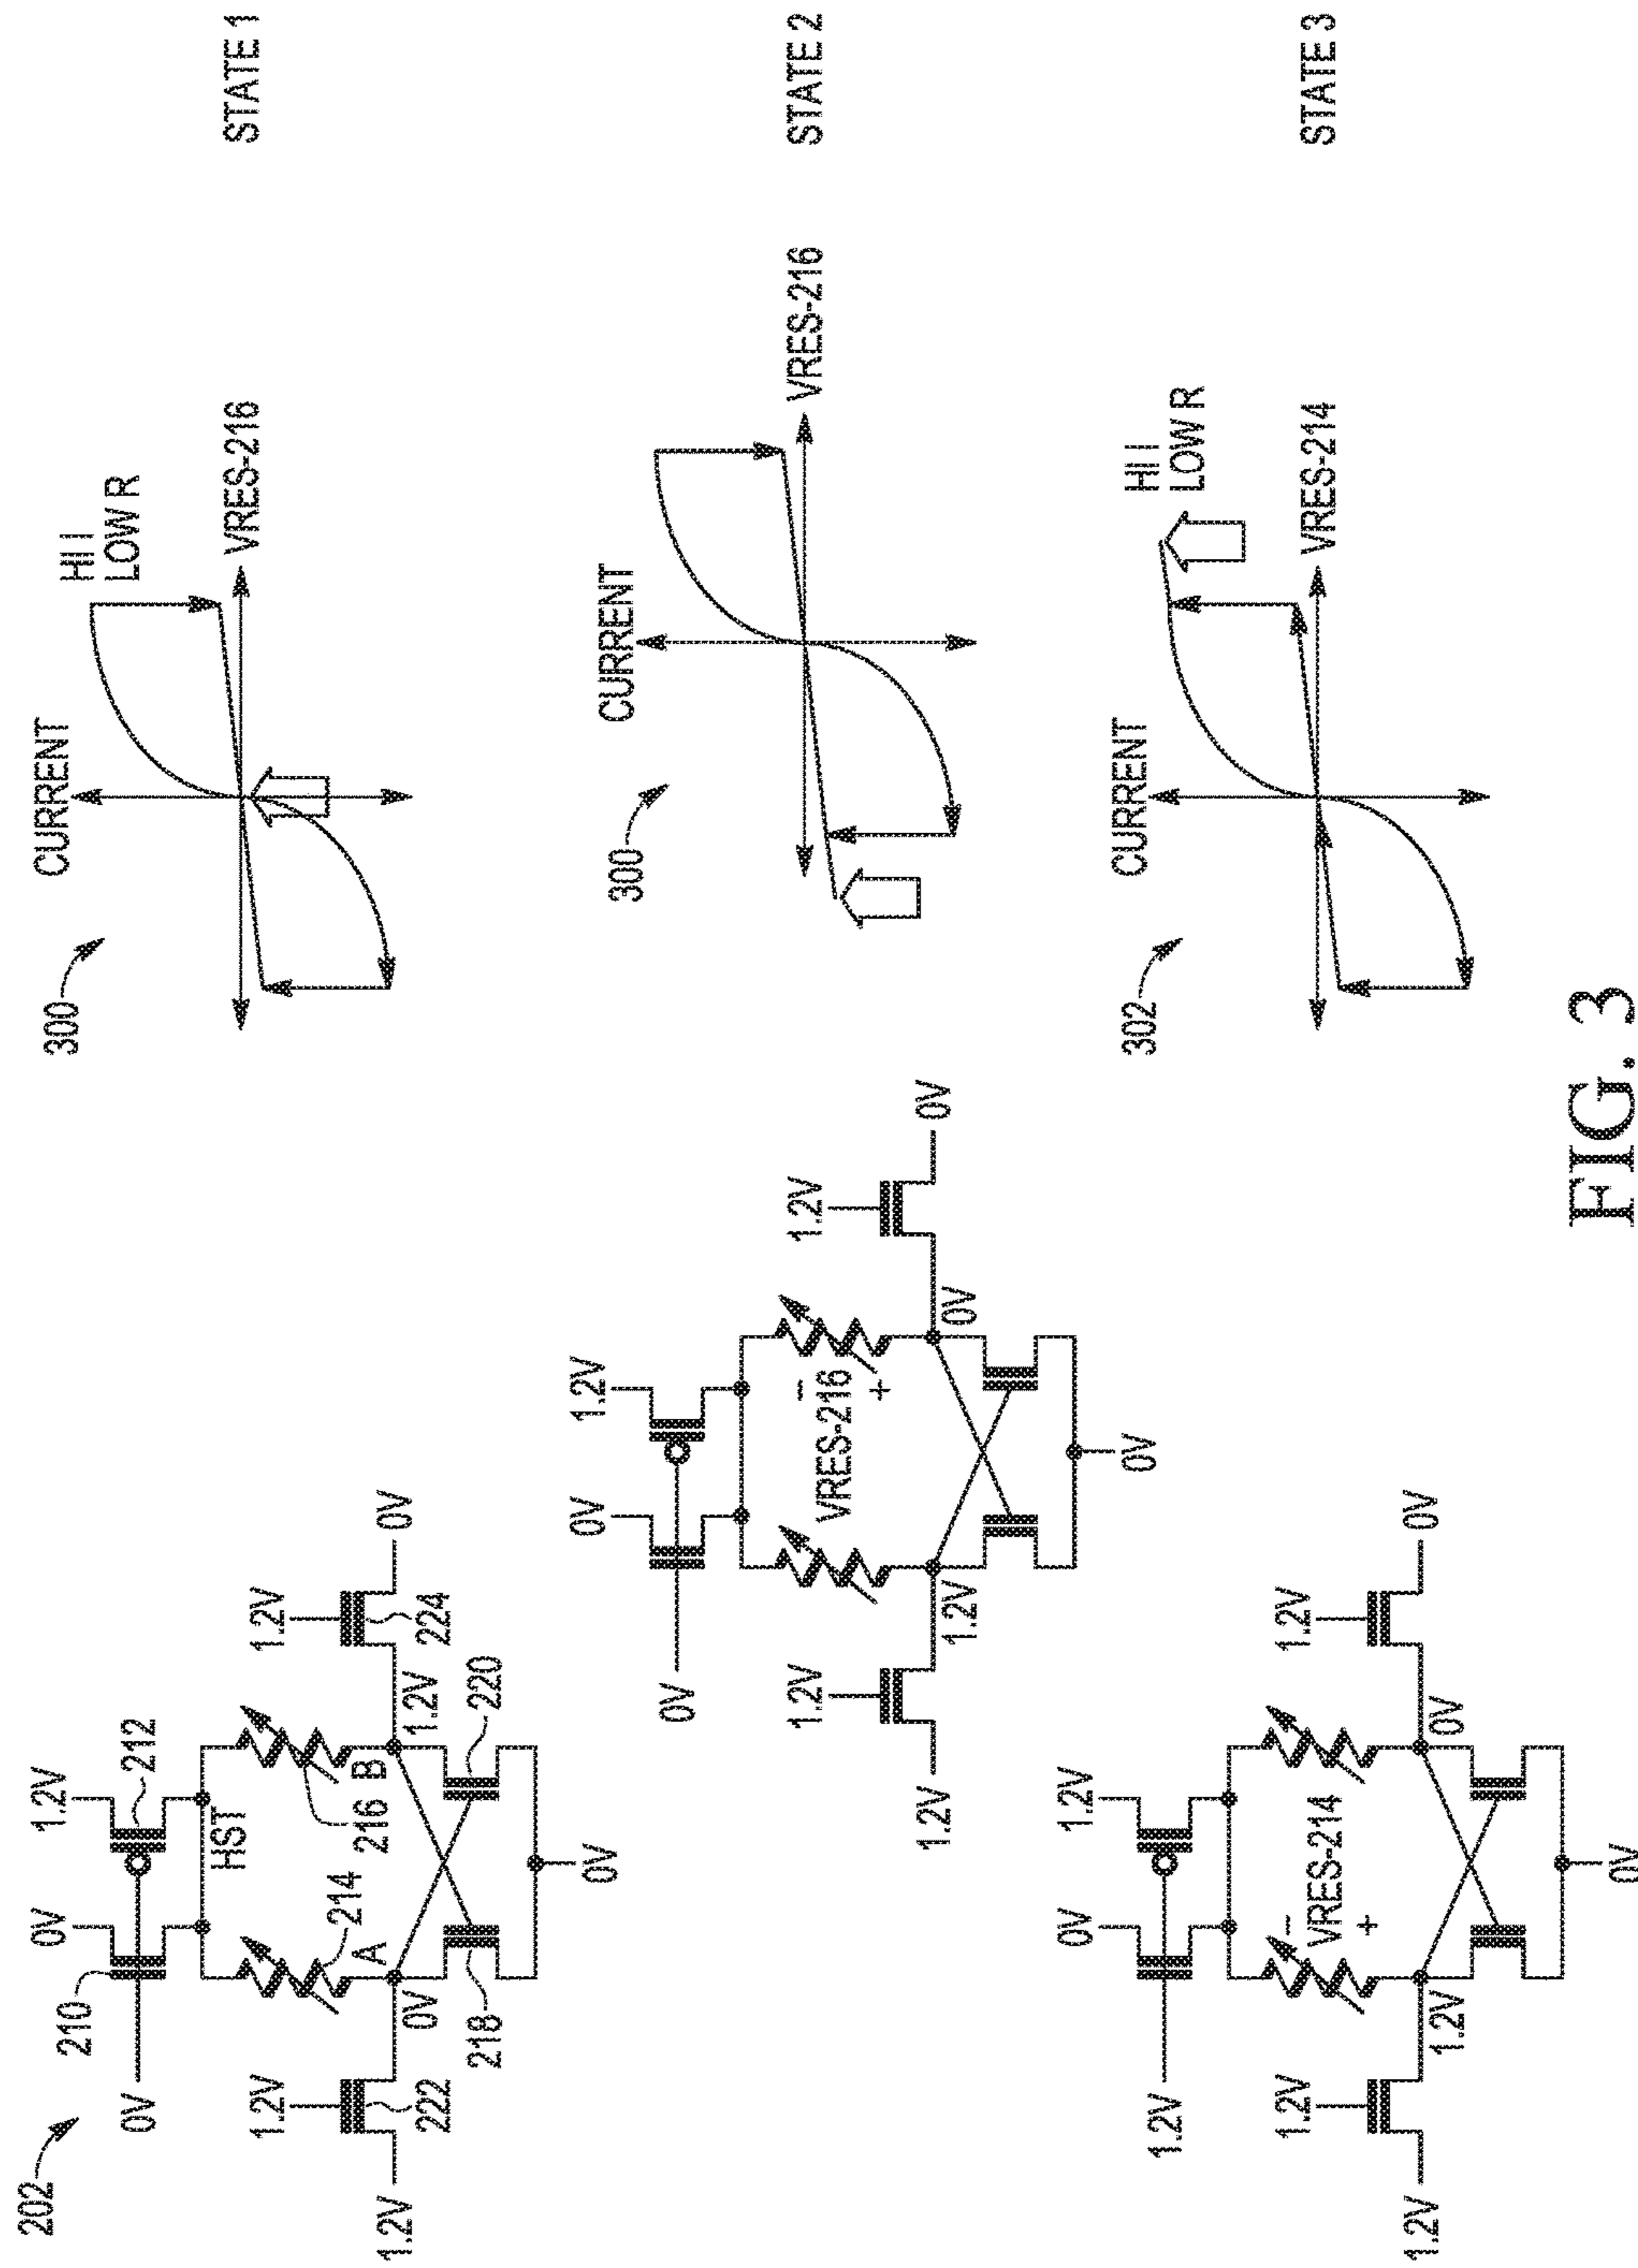 202
0V
210
0V
1.2V
212
HST
214
216
1.2V
222
1.2V
0V
A
B
1.2V
1.2V
224
0V
218
220
0V
300
CURRENT
HI I
LOW R
VRES-216
STATE 1
0V
0V
1.2V
VRES-216
−
+
1.2V
1.2V
1.2V
0V
1.2V
0V
0V
300
CURRENT
VRES-216
STATE 2
1.2V
0V
1.2V
−
VRES-214
+
1.2V
1.2V
1.2V
0V
1.2V
0V
0V
302
CURRENT
HI I
LOW R
VRES-214
STATE 3
FIG. 3